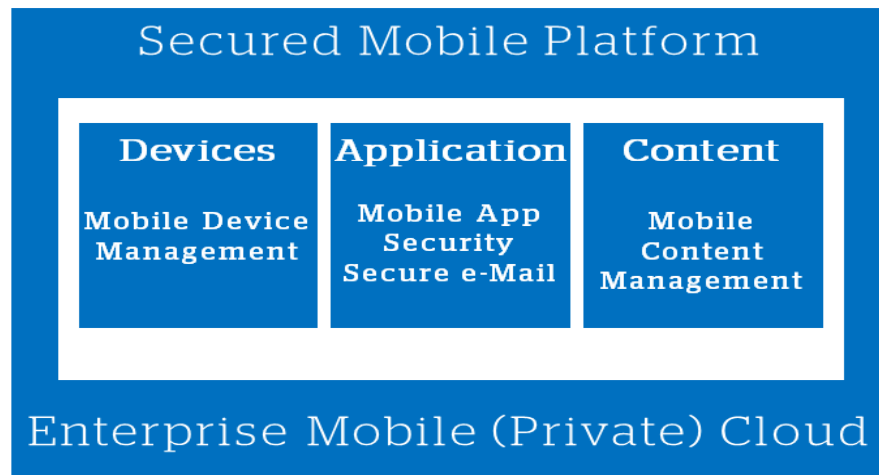 Secured Mobile Platform
Devices
Mobile Device
Management
Application
Mobile App
Security
Secure e-Mail
Content
Mobile
Content
Management
Enterprise Mobile (Private) Cloud